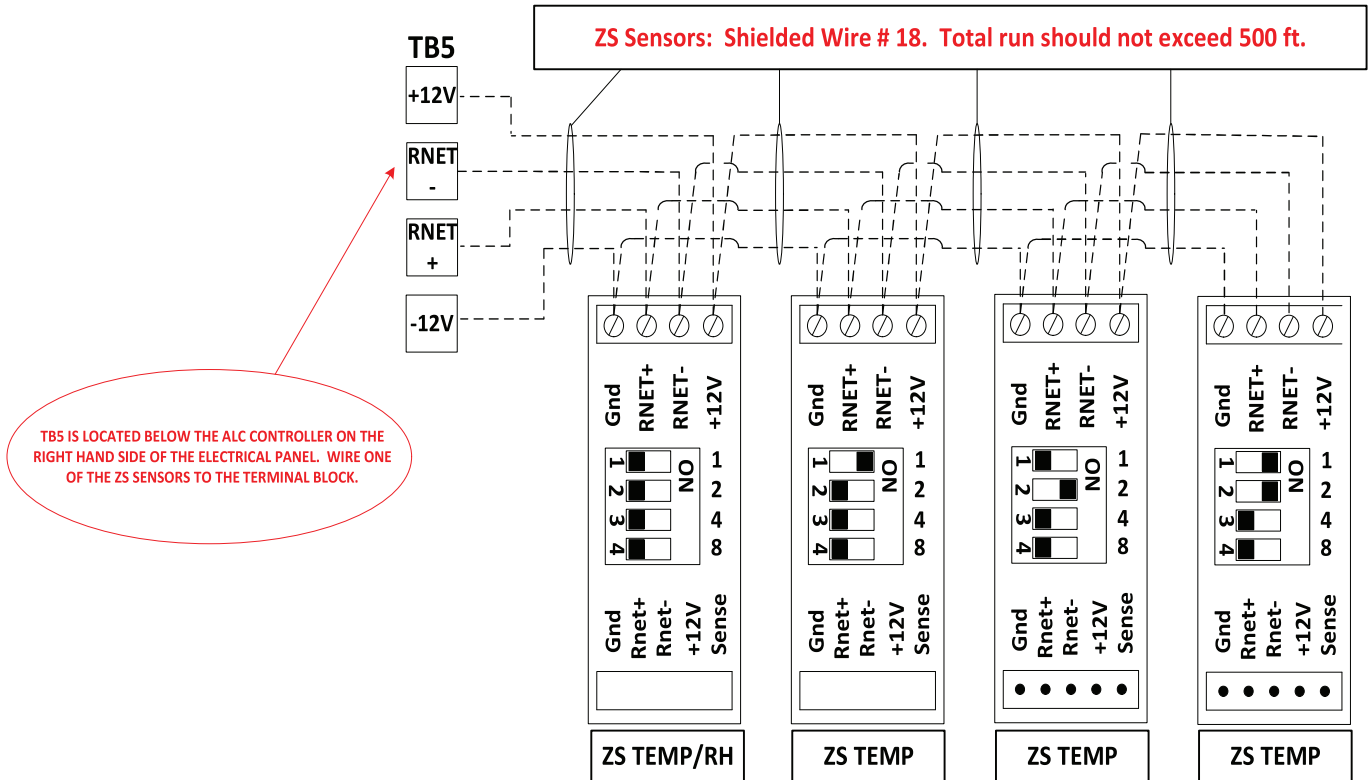 ZS Sensors: Shielded Wire # 18. Total run should not exceed 500 ft.
TB5
+12V
RNET
-
RNET
+
-12V
TB5 IS LOCATED BELOW THE ALC CONTROLLER ON THE
RIGHT HAND SIDE OF THE ELECTRICAL PANEL. WIRE ONE
OF THE ZS SENSORS TO THE TERMINAL BLOCK.
Gnd RNET+ RNET- +12V
1 ON 1
2 2
3 4
4 8
Gnd Rnet+ Rnet- +12V Sense
ZS TEMP/RH
Gnd RNET+ RNET- +12V
1 ON 1
2 2
3 4
4 8
Gnd Rnet+ Rnet- +12V Sense
ZS TEMP
Gnd RNET+ RNET- +12V
1 ON 1
2 2
3 4
4 8
Gnd Rnet+ Rnet- +12V Sense
ZS TEMP
Gnd RNET+ RNET- +12V
1 ON 1
2 2
3 4
4 8
Gnd Rnet+ Rnet- +12V Sense
ZS TEMP